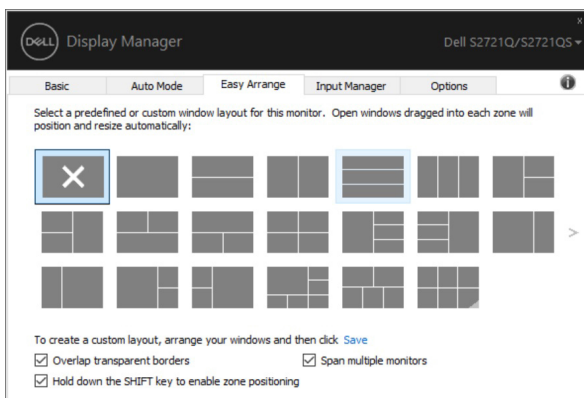 x
DELL Display Manager Dell S2721Q/S2721QS
Basic Auto Mode Easy Arrange Input Manager Options
Select a predefined or custom window layout for this monitor. Open windows dragged into each zone will
position and resize automatically:
>
To create a custom layout, arrange your windows and then click Save
Overlap transparent borders Span multiple monitors
Hold down the SHIFT key to enable zone positioning